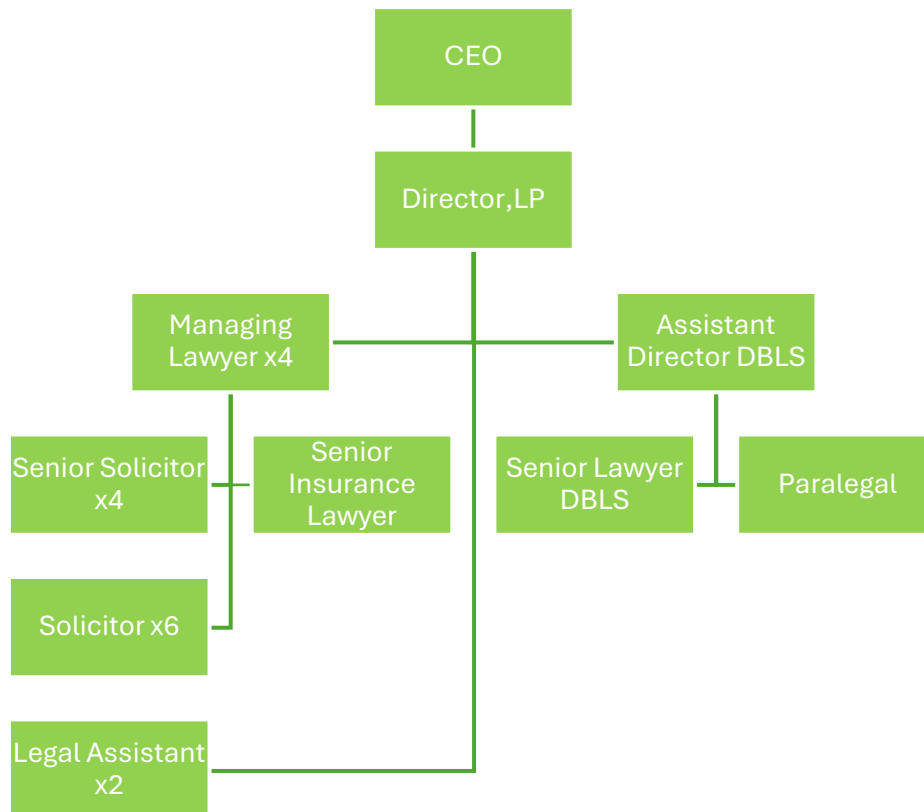 CEO
Director,LP
Managing
Lawyer x4
Assistant
Director DBLS
Senior Solicitor
x4
Senior
Insurance
Lawyer
Senior Lawyer
DBLS
Paralegal
Solicitor x6
Legal Assistant
x2